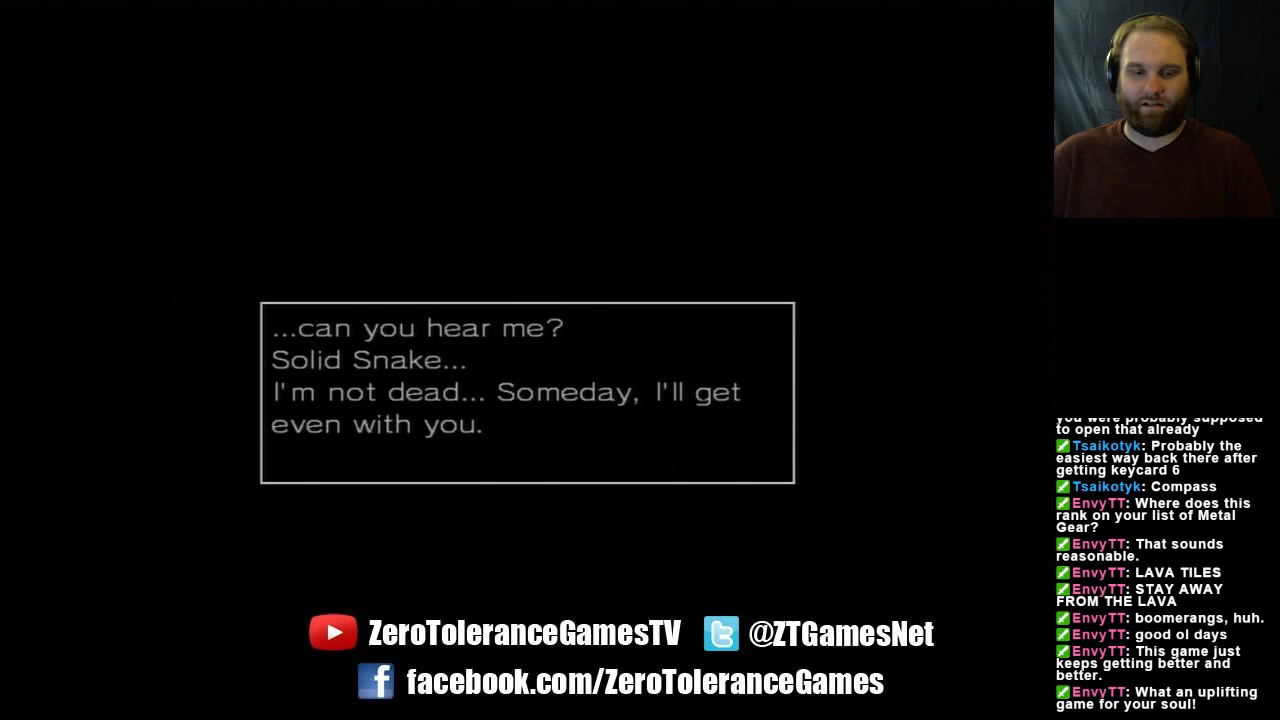 ...can you hear me?
Solid Snake...
I'm not dead... Someday, I'll get
even with you.
ZeroToleranceGamesTV
@ZTGamesNet
facebook.com/ZeroToleranceGames
you were probably supposed
to open that already
Tsaikotyk: Probably the
easiest way back there after
getting keycard 6
Tsaikotyk: Compass
EnvyTT: Where does this
rank on your list of Metal
Gear?
EnvyTT: That sounds
reasonable.
EnvyTT: LAVA TILES
EnvyTT: STAY AWAY
FROM THE LAVA
EnvyTT: boomerangs, huh.
EnvyTT: good ol days
EnvyTT: This game just
keeps getting better and
better.
EnvyTT: What an uplifting
game for your soul!